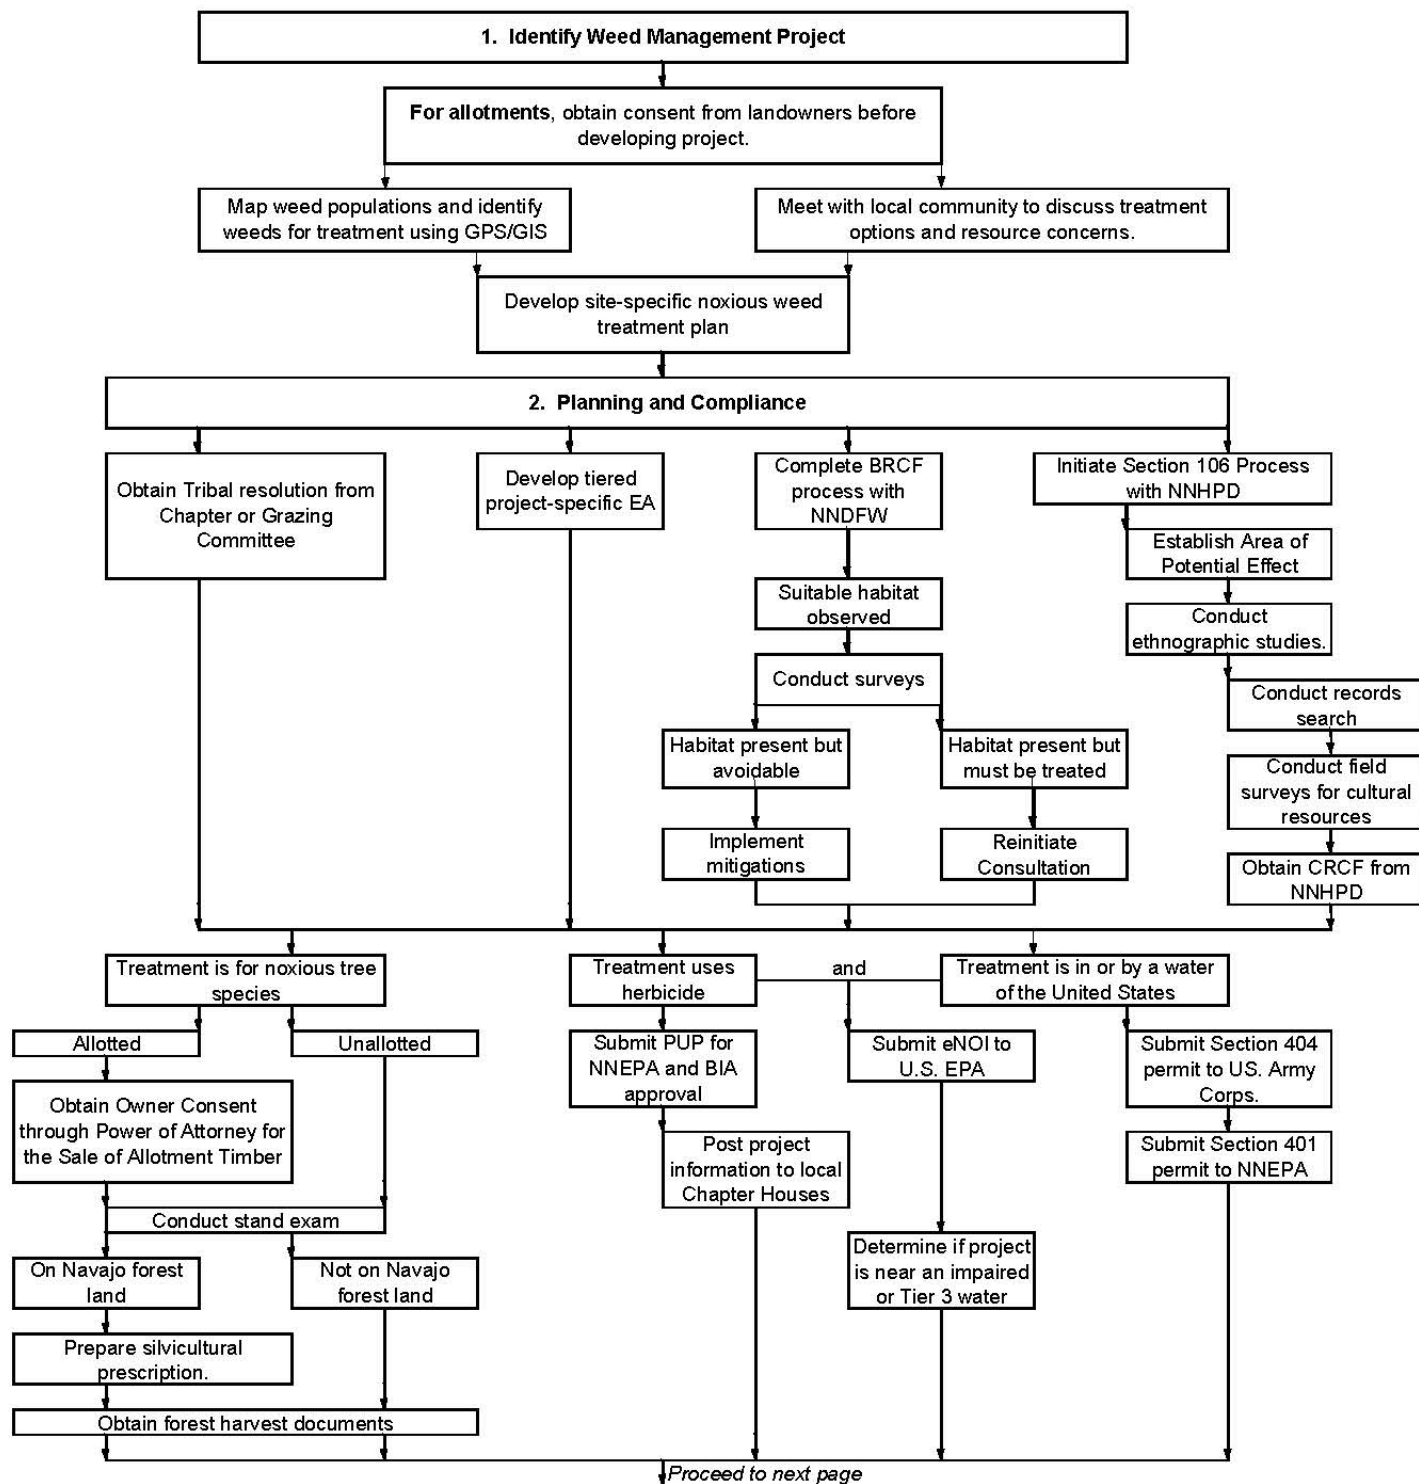 1. Identify Weed Management Project
For allotments, obtain consent from landowners before
developing project.
Map weed populations and identify
weeds for treatment using GPS/GIS
Meet with local community to discuss treatment
options and resource concerns.
Develop site-specific noxious weed
treatment plan
2. Planning and Compliance
Obtain Tribal resolution from
Chapter or Grazing
Committee
Develop tiered
project-specific EA
Complete BRCF
process with
NNDFW
Initiate Section 106 Process
with NNHPD
Establish Area of
Potential Effect
Suitable habitat
observed
Conduct
ethnographic studies.
Conduct surveys
Conduct records
search
Habitat present but
avoidable
Habitat present but
must be treated
Conduct field
surveys for cultural
resources
Implement
mitigations
Reinitiate
Consultation
Obtain CRCF from
NNHPD
Treatment is for noxious tree
species
Treatment uses
herbicide
and
Treatment is in or by a water
of the United States
Allotted
Unallotted
Submit PUP for
NNEPA and BIA
approval
Submit eNOI to
U.S. EPA
Submit Section 404
permit to US. Army
Corps.
Obtain Owner Consent
through Power of Attorney for
the Sale of Allotment Timber
Post project
information to local
Chapter Houses
Submit Section 401
permit to NNEPA
Conduct stand exam
Determine if project
is near an impaired
or Tier 3 water
On Navajo forest
land
Not on Navajo
forest land
Prepare silvicultural
prescription.
Obtain forest harvest documents
Proceed to next page